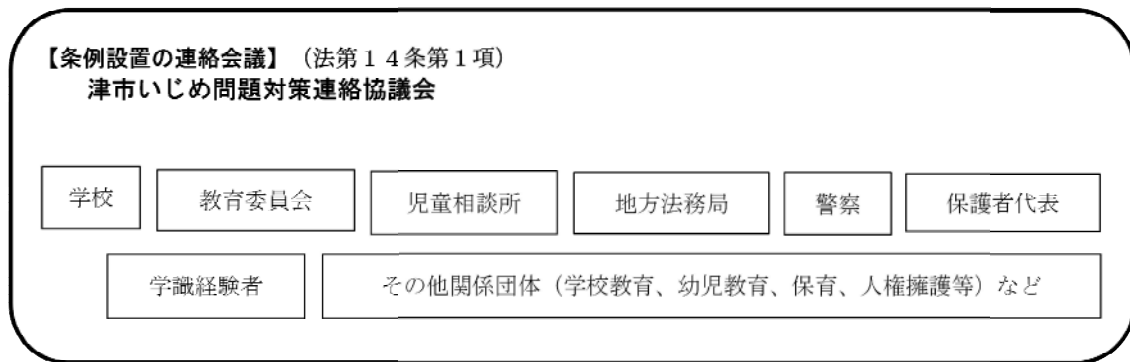 【条例設置の連絡会議】（法第１４条第１項）
津市いじめ問題対策連絡協議会
学校 教育委員会 児童相談所 地方法務局 警察 保護者代表
学識経験者 その他関係団体（学校教育、幼児教育、保育、人権擁護等）など